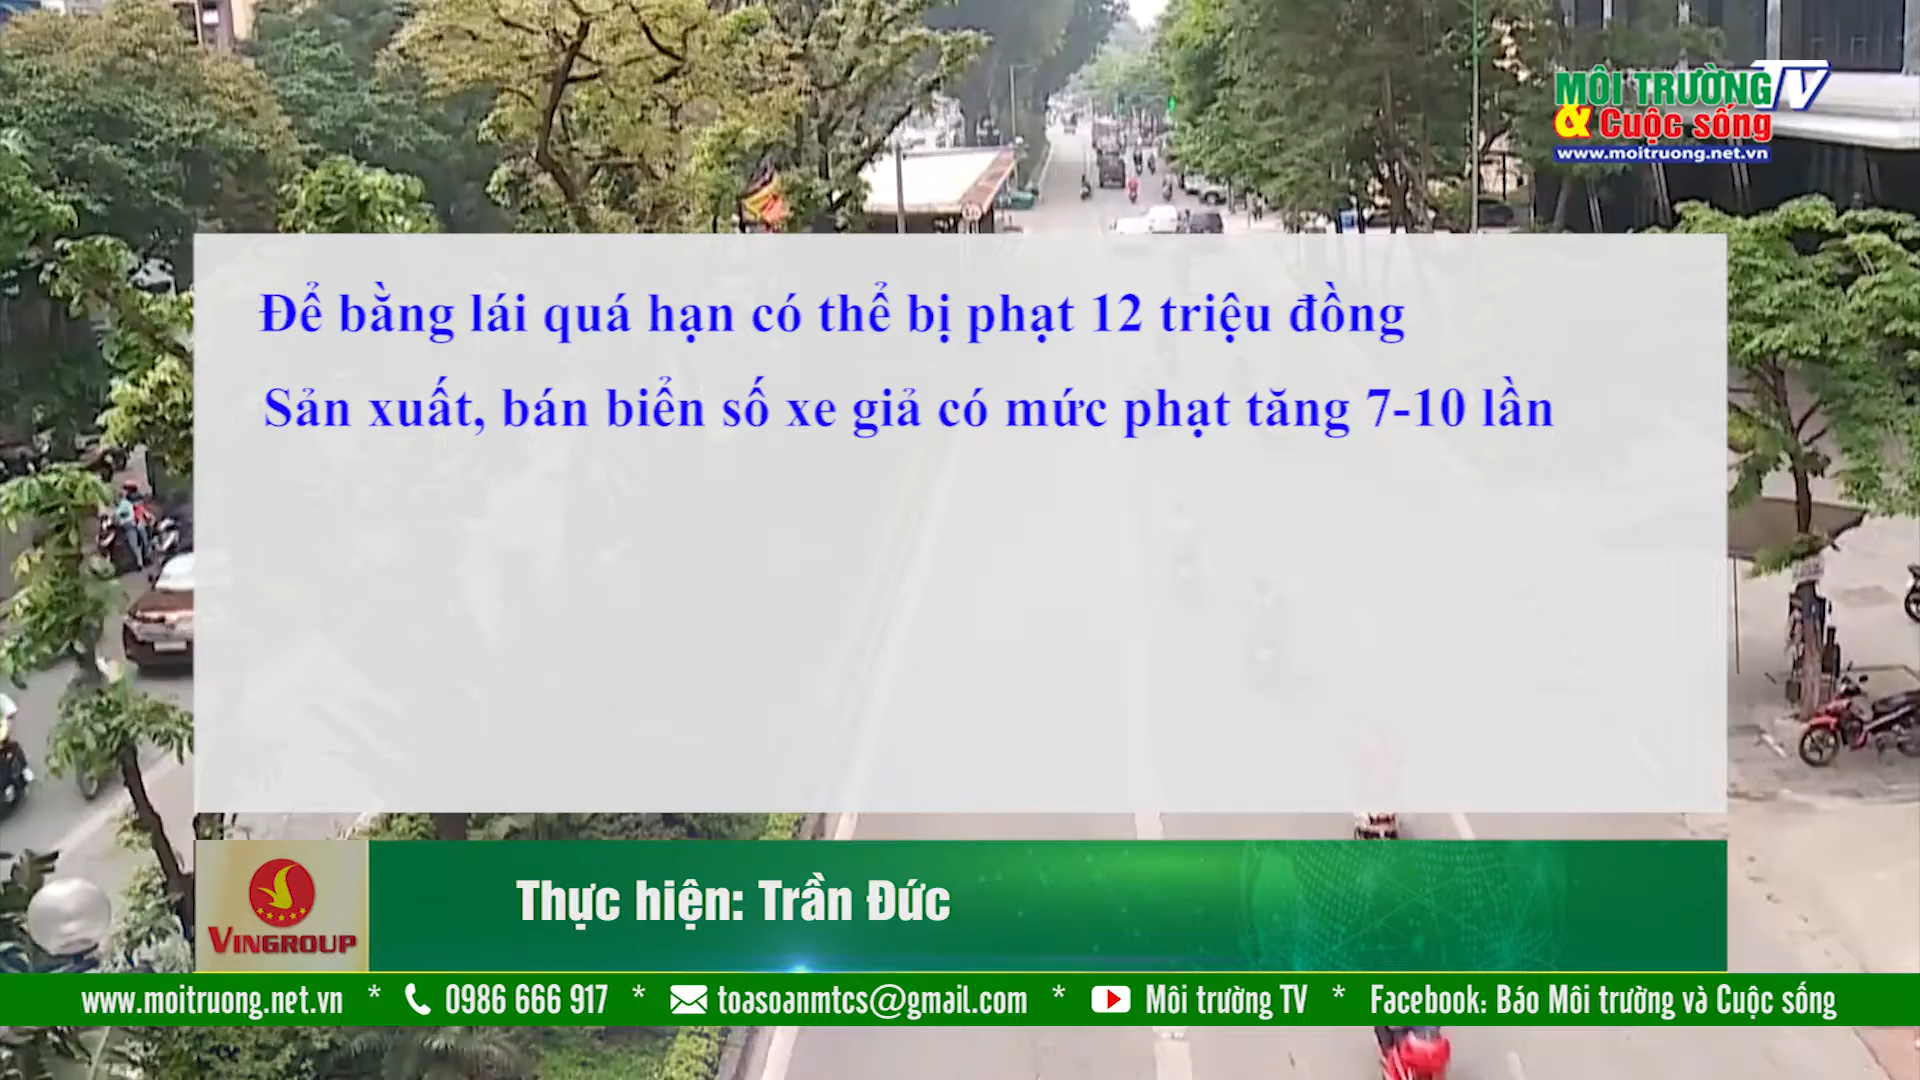 MÔI TRƯỜNG TV
& Cuộc sống
www.moitruong.net.vn
Để bằng lái quá hạn có thể bị phạt 12 triệu đồng
Sản xuất, bán biển số xe giả có mức phạt tăng 7-10 lần
Thực hiện: Trần Đức
VINGROUP
www.moitruong.net.vn * 0986 666 917 * toasoanmtcs@gmail.com * Môi trường TV * Facebook: Báo Môi trường và Cuộc sống